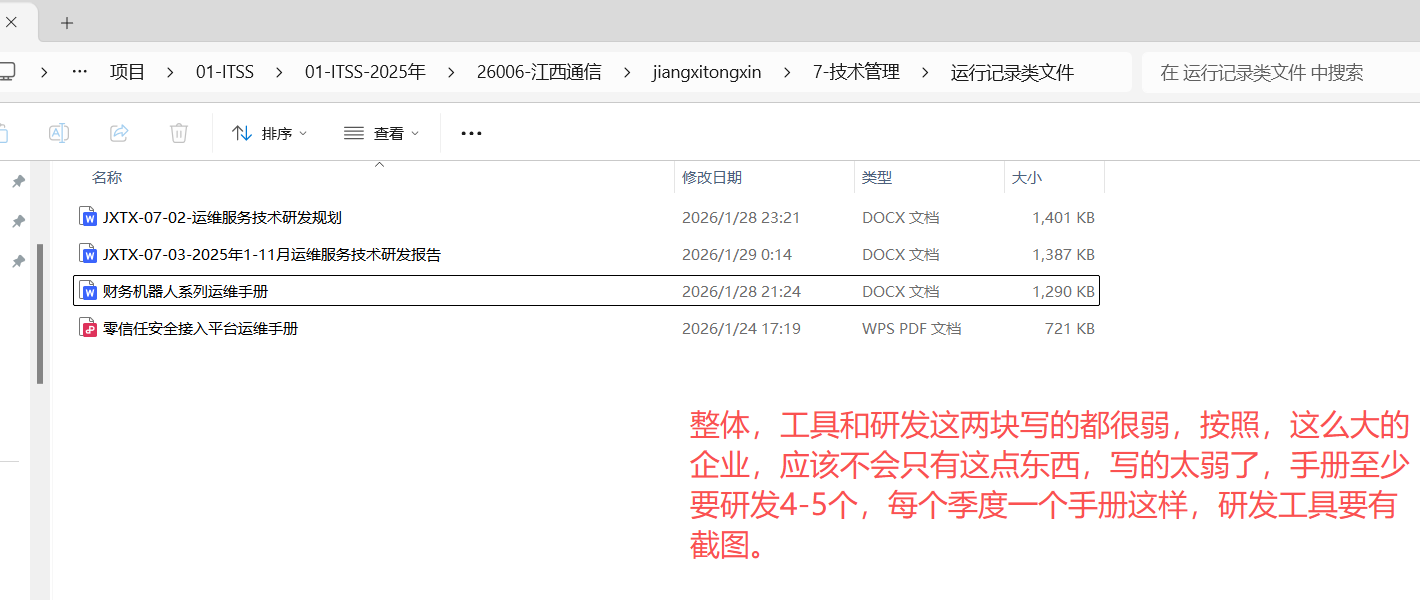 项目 > 01-ITSS > 01-ITSS-2025年 > 26006-江西通信 > jiangxitongxin > 7-技术管理 > 运行记录类文件
在 运行记录类文件 中搜索
排序
查看
名称 修改日期 类型 大小
JXTX-07-02-运维服务技术研发规划 2026/1/28 23:21 DOCX 文档 1,401 KB
JXTX-07-03-2025年1-11月运维服务技术研发报告 2026/1/29 0:14 DOCX 文档 1,387 KB
财务机器人系列运维手册 2026/1/28 21:24 DOCX 文档 1,290 KB
零信任安全接入平台运维手册 2026/1/24 17:19 WPS PDF 文档 721 KB
整体，工具和研发这两块写的都很弱，按照，这么大的
企业，应该不会只有这点东西，写的太弱了，手册至少
要研发4-5个，每个季度一个手册这样，研发工具要有
截图。